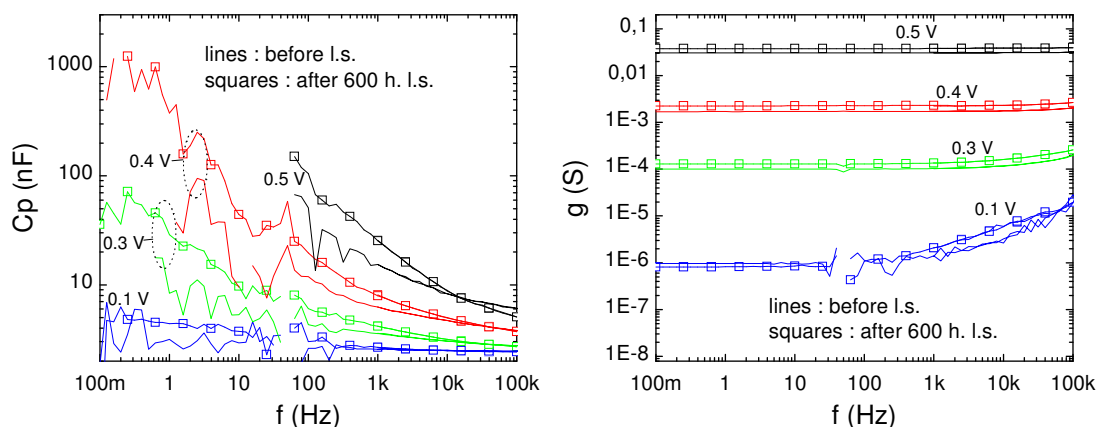 lines : before l.s.
squares : after 600 h. l.s.
1000
100
10
0.4 V
0.5 V
0.3 V
0.1 V
Cp (nF)
100m 1 10 100 1k 10k 100k
f (Hz)
0,1
0,01
1E-3
1E-4
1E-5
1E-6
1E-7
1E-8
g (S)
0.5 V
0.4 V
0.3 V
0.1 V
lines : before l.s.
squares : after 600 h. l.s.
100m 1 10 100 1k 10k 100k
f (Hz)